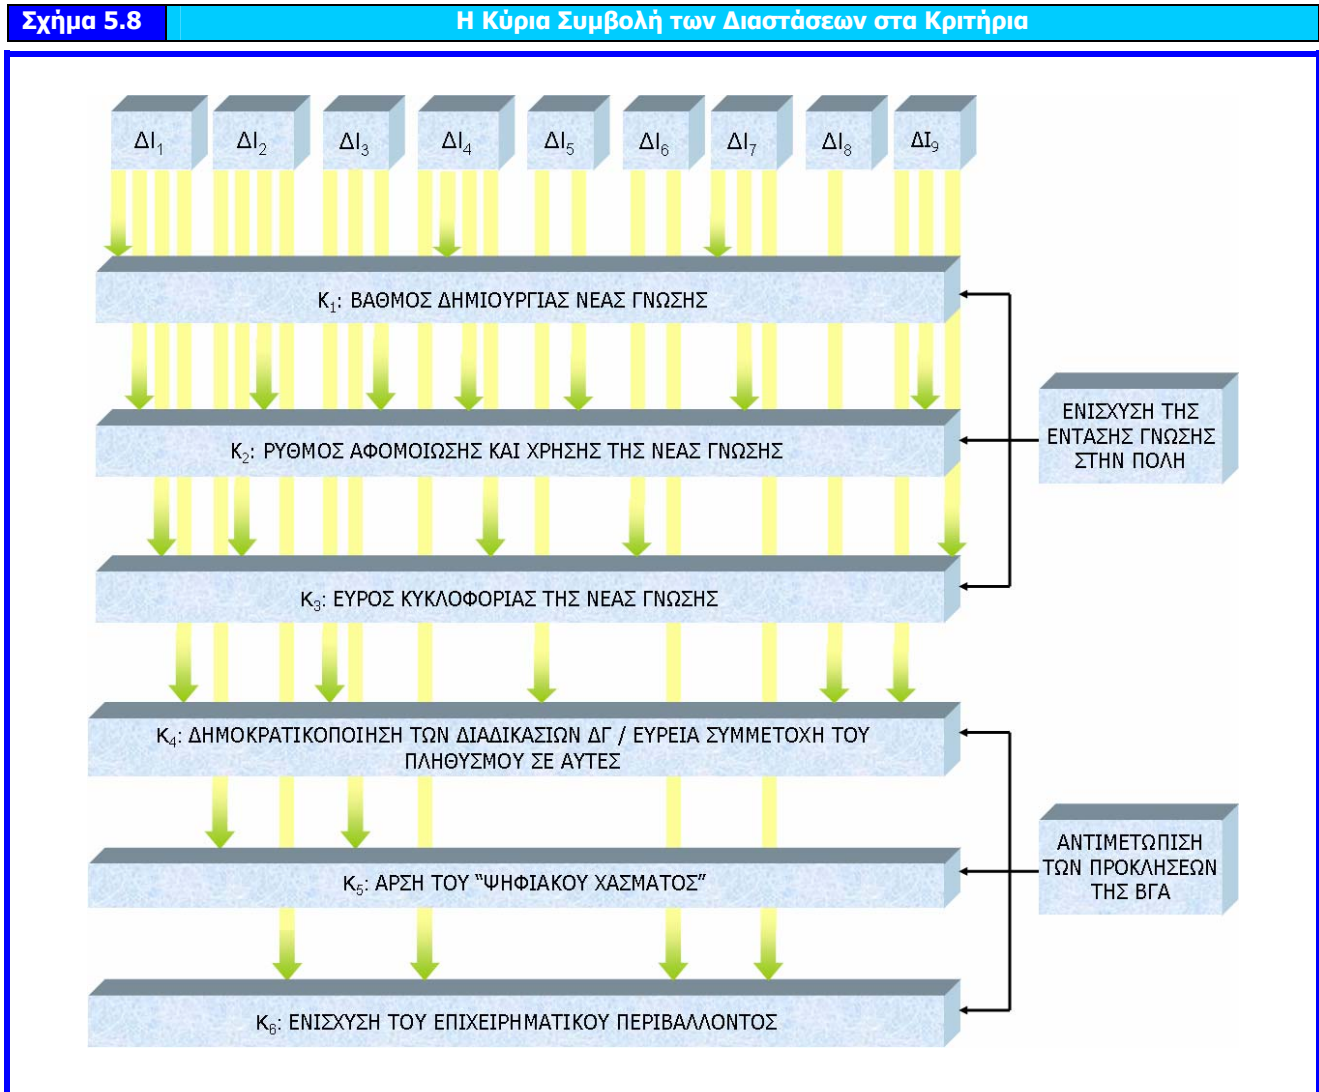 Σχήμα 5.8 Η Κύρια Συμβολή των Διαστάσεων στα Κριτήρια
ΔΙ1 ΔΙ2 ΔΙ3 ΔΙ4 ΔΙ5 ΔΙ6 ΔΙ7 ΔΙ8 ΔΙ9
Κ1: ΒΑΘΜΟΣ ΔΗΜΙΟΥΡΓΙΑΣ ΝΕΑΣ ΓΝΩΣΗΣ
Κ2: ΡΥΘΜΟΣ ΑΦΟΜΟΙΩΣΗΣ ΚΑΙ ΧΡΗΣΗΣ ΤΗΣ ΝΕΑΣ ΓΝΩΣΗΣ
Κ3: ΕΥΡΟΣ ΚΥΚΛΟΦΟΡΙΑΣ ΤΗΣ ΝΕΑΣ ΓΝΩΣΗΣ
ΕΝΙΣΧΥΣΗ ΤΗΣ
ΕΝΤΑΣΗΣ ΓΝΩΣΗΣ
ΣΤΗΝ ΠΟΛΗ
Κ4: ΔΗΜΟΚΡΑΤΙΚΟΠΟΙΗΣΗ ΤΩΝ ΔΙΑΔΙΚΑΣΙΩΝ ΔΓ / ΕΥΡΕΙΑ ΣΥΜΜΕΤΟΧΗ ΤΟΥ
ΠΛΗΘΥΣΜΟΥ ΣΕ ΑΥΤΕΣ
Κ5: ΑΡΣΗ ΤΟΥ "ΨΗΦΙΑΚΟΥ ΧΑΣΜΑΤΟΣ"
Κ6: ΕΝΙΣΧΥΣΗ ΤΟΥ ΕΠΙΧΕΙΡΗΜΑΤΙΚΟΥ ΠΕΡΙΒΑΛΛΟΝΤΟΣ
ΑΝΤΙΜΕΤΩΠΙΣΗ
ΤΩΝ ΠΡΟΚΛΗΣΕΩΝ
ΤΗΣ ΒΓΑ